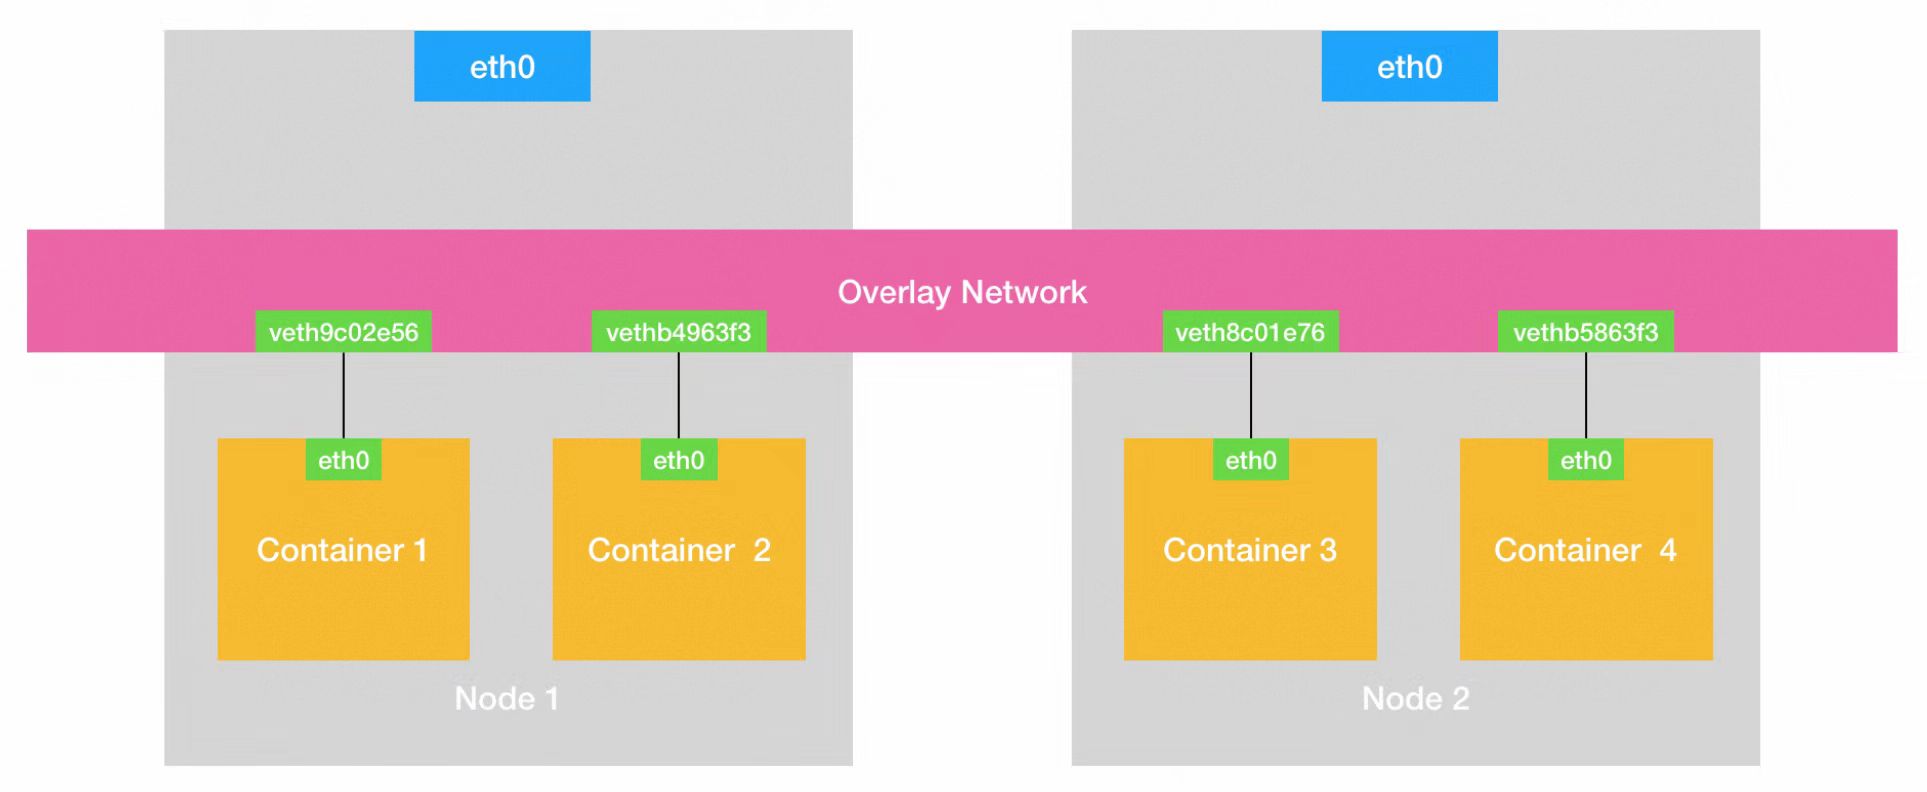 eth0
eth0
Overlay Network
veth9c02e56
vethb4963f3
veth8c01e76
vethb5863f3
eth0
eth0
eth0
eth0
Container 1
Container  2
Container 3
Container  4
Node 1
Node 2